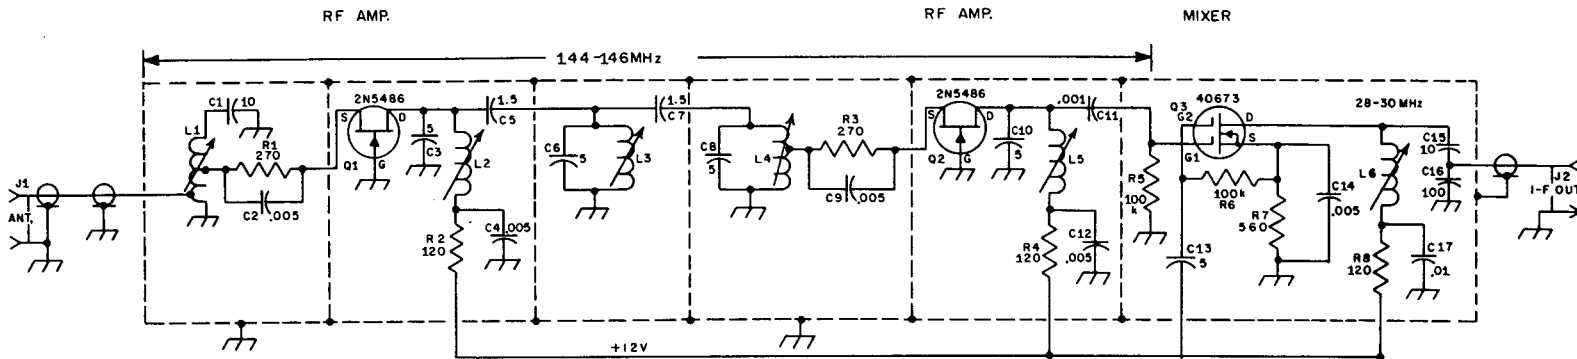 RF AMP.
RF AMP.
MIXER
144-146MHz
C1
10
L1
R1
270
C2
.005
J1
ANT.
2N5486
S
D
Q1
G
5
C3
1.5
C5
L2
R2
120
C4
.005
C6
5
L3
1.5
C7
C8
5
L4
R3
270
C9
.005
2N5486
S
D
Q2
G
C10
5
.001
C11
L5
R4
120
C12
.005
R5
100
k
Q3
40673
G2
G1
D
S
100k
R6
R7
560
C13
5
C14
.005
28-30 MHz
L6
R8
120
C15
10
C16
100
C17
.01
J2
I-F OUT
+12V